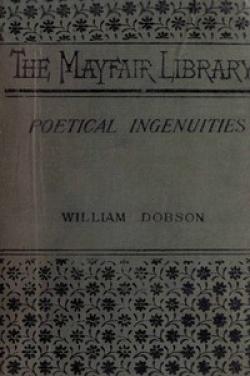 THE MAYFAIR LIBRARY
POETICAL INGENUITIES
WILLIAM DOBSON